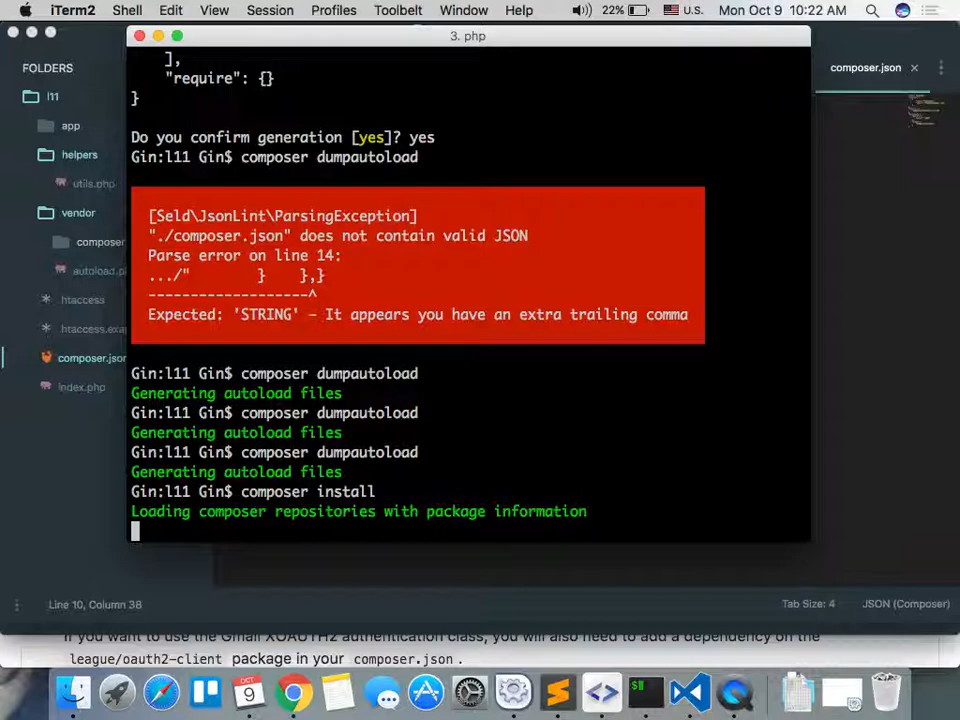 iTerm2 Shell Edit View Session Profiles Toolbelt Window Help 22% U.S. Mon Oct 9 10:22 AM
3. php
FOLDERS
l11
app
helpers
utils.php
vendor
composer
autoload.p
htaccess
htaccess.exa
composer.json
index.php
composer.json ×
],
"require": {}
}
Do you confirm generation [yes]? yes
Gin:l11 Gin$ composer dumpautoload
[Seld\JsonLint\ParsingException]
"./composer.json" does not contain valid JSON
Parse error on line 14:
.../" } },}
-------------------^
Expected: 'STRING' - It appears you have an extra trailing comma
Gin:l11 Gin$ composer dumpautoload
Generating autoload files
Gin:l11 Gin$ composer dumpautoload
Generating autoload files
Gin:l11 Gin$ composer dumpautoload
Generating autoload files
Gin:l11 Gin$ composer install
Loading composer repositories with package information
Line 10, Column 38 Tab Size: 4 JSON (Composer)
If you want to use the Gmail XOAUTH2 authentication class, you will also need to add a dependency on the
league/oauth2-client package in your composer.json.
9